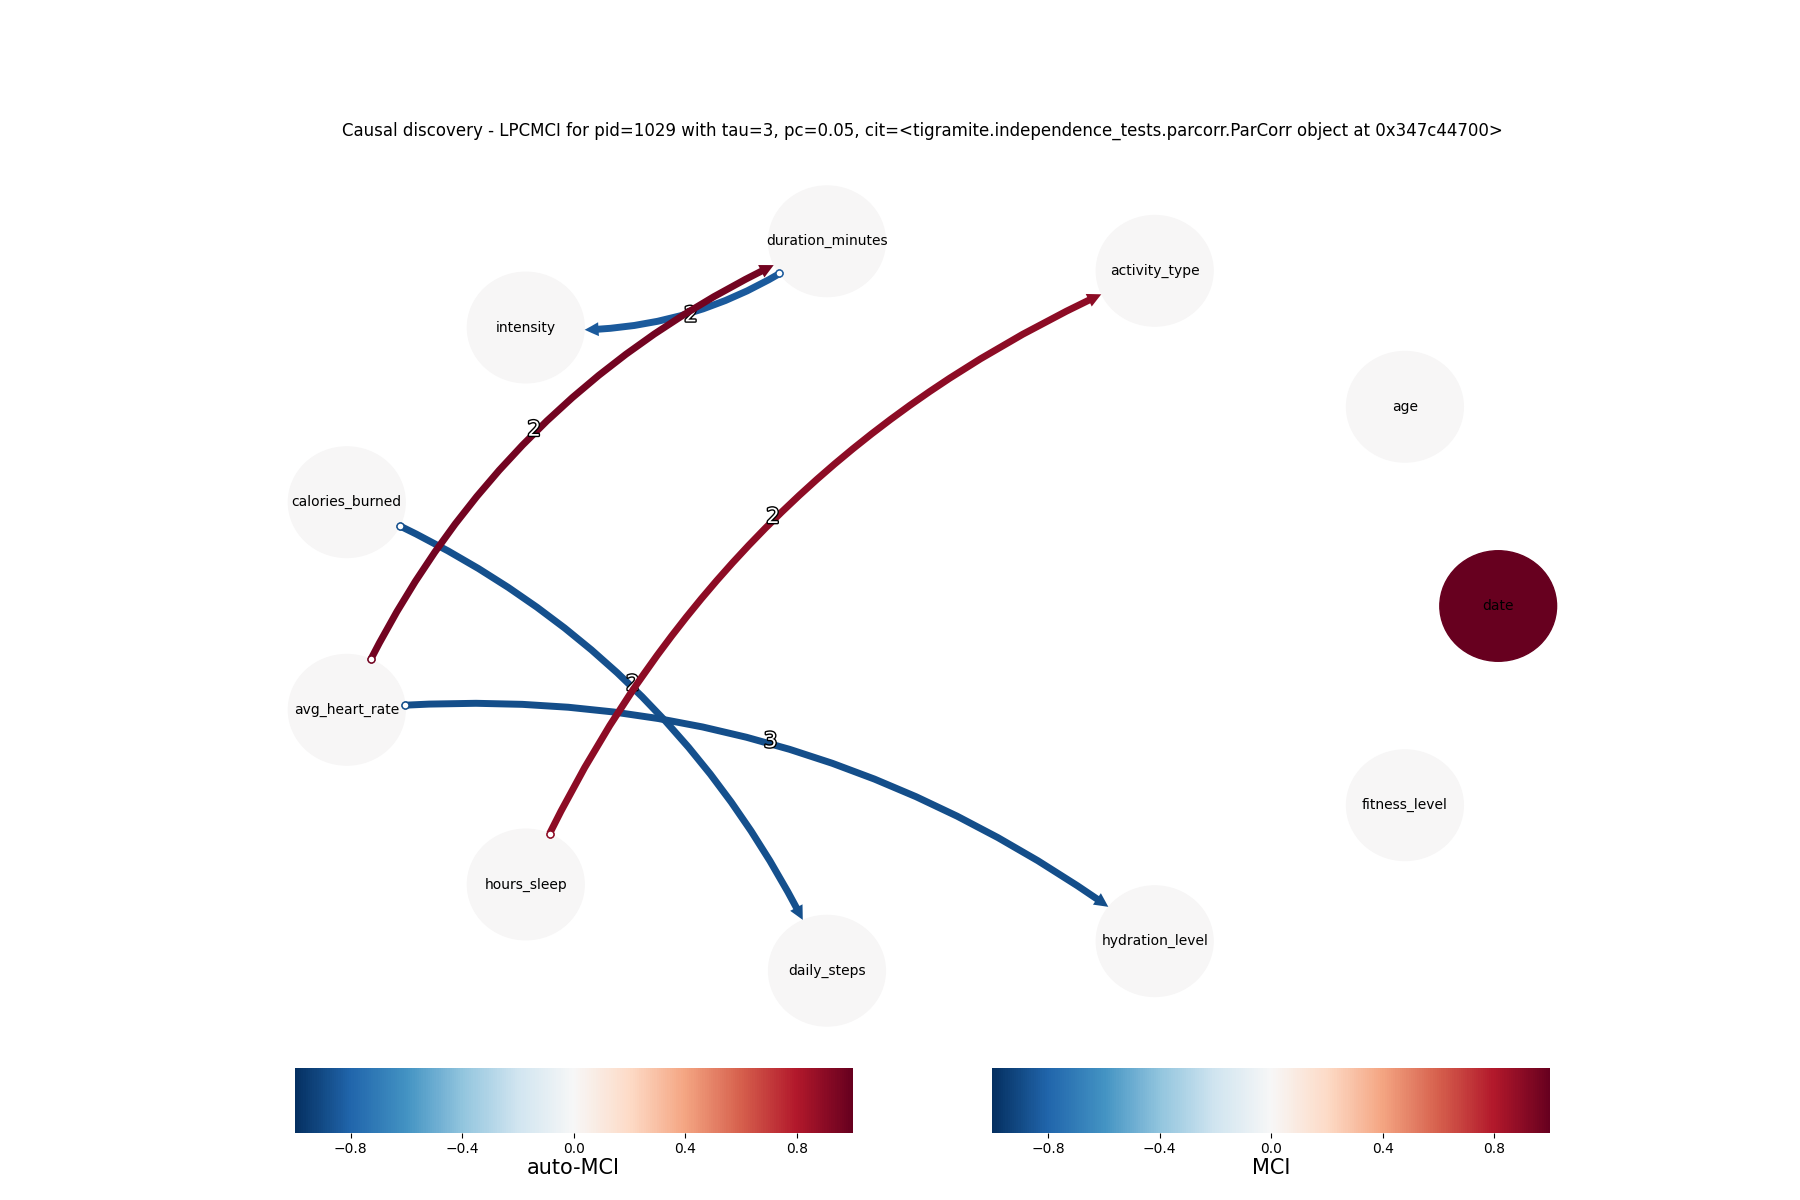 Causal discovery - LPCMCI for pid=1029 with tau=3, pc=0.05, cit=<tigramite.independence_tests.parcorr.ParCorr object at 0x347c44700>
duration_minutes
activity_type
2
intensity
age
2
calories_burned
2
date
2
avg_heart_rate
3
fitness_level
hours_sleep
hydration_level
daily_steps
−0.8 −0.4 0.0 0.4 0.8
auto-MCI
−0.8 −0.4 0.0 0.4 0.8
MCI